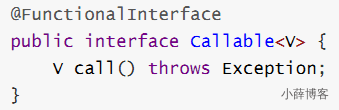 @FunctionalInterface
public interface Callable<V> {
    V call() throws Exception;
}
小薛博客